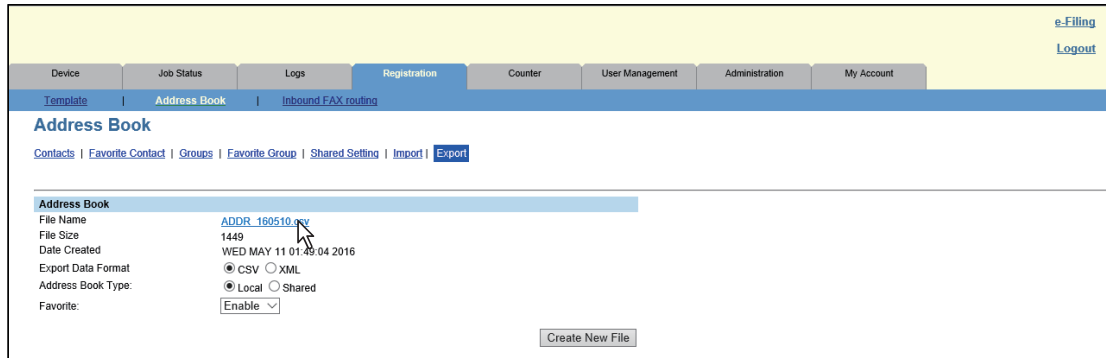 e-Filing
Logout
Device Job Status Logs Registration Counter User Management Administration My Account
Template | Address Book | Inbound FAX routing
Address Book
Contacts | Favorite Contact | Groups | Favorite Group | Shared Setting | Import | Export
Address Book
File Name ADDR_160510.csv
File Size 1449
Date Created WED MAY 11 01:49:04 2016
Export Data Format CSV XML
Address Book Type: Local Shared
Favorite: Enable
Create New File